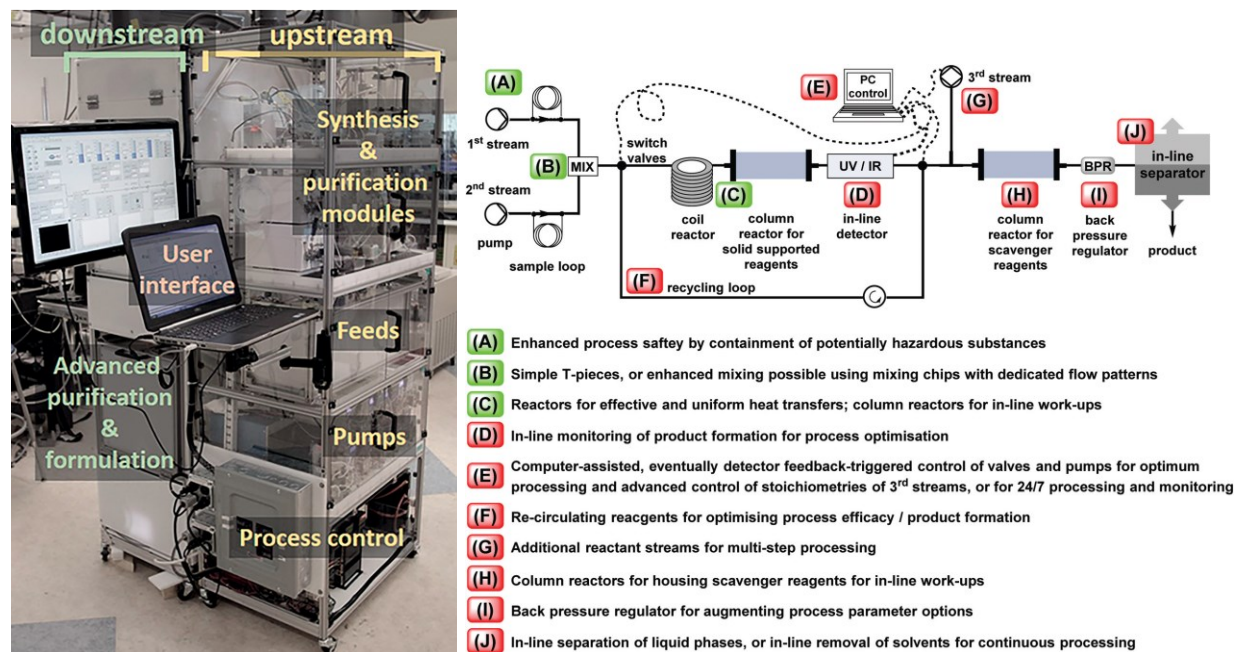 downstream
upstream
Synthesis
&
purification
modules
User
interface
Feeds
Advanced
purification
&
formulation
Pumps
Process control
(A)
1st stream
2nd stream
pump
sample loop
(B)
MIX
switch
valves
coil
reactor
(C)
column
reactor for
solid supported
reagents
(E)
PC
control
UV / IR
(D)
in-line
detector
(F) recycling loop
3rd stream
(G)
(H)
column
reactor for
scavenger
reagents
BPR
(I)
back
pressure
regulator
(J)
in-line
separator
product
(A) Enhanced process saftey by containment of potentially hazardous substances
(B) Simple T-pieces, or enhanced mixing possible using mixing chips with dedicated flow patterns
(C) Reactors for effective and uniform heat transfers; column reactors for in-line work-ups
(D) In-line monitoring of product formation for process optimisation
(E) Computer-assisted, eventually detector feedback-triggered control of valves and pumps for optimum
processing and advanced control of stoichiometries of 3rd streams, or for 24/7 processing and monitoring
(F) Re-circulating reacgents for optimising process efficacy / product formation
(G) Additional reactant streams for multi-step processing
(H) Column reactors for housing scavenger reagents for in-line work-ups
(I) Back pressure regulator for augmenting process parameter options
(J) In-line separation of liquid phases, or in-line removal of solvents for continuous processing